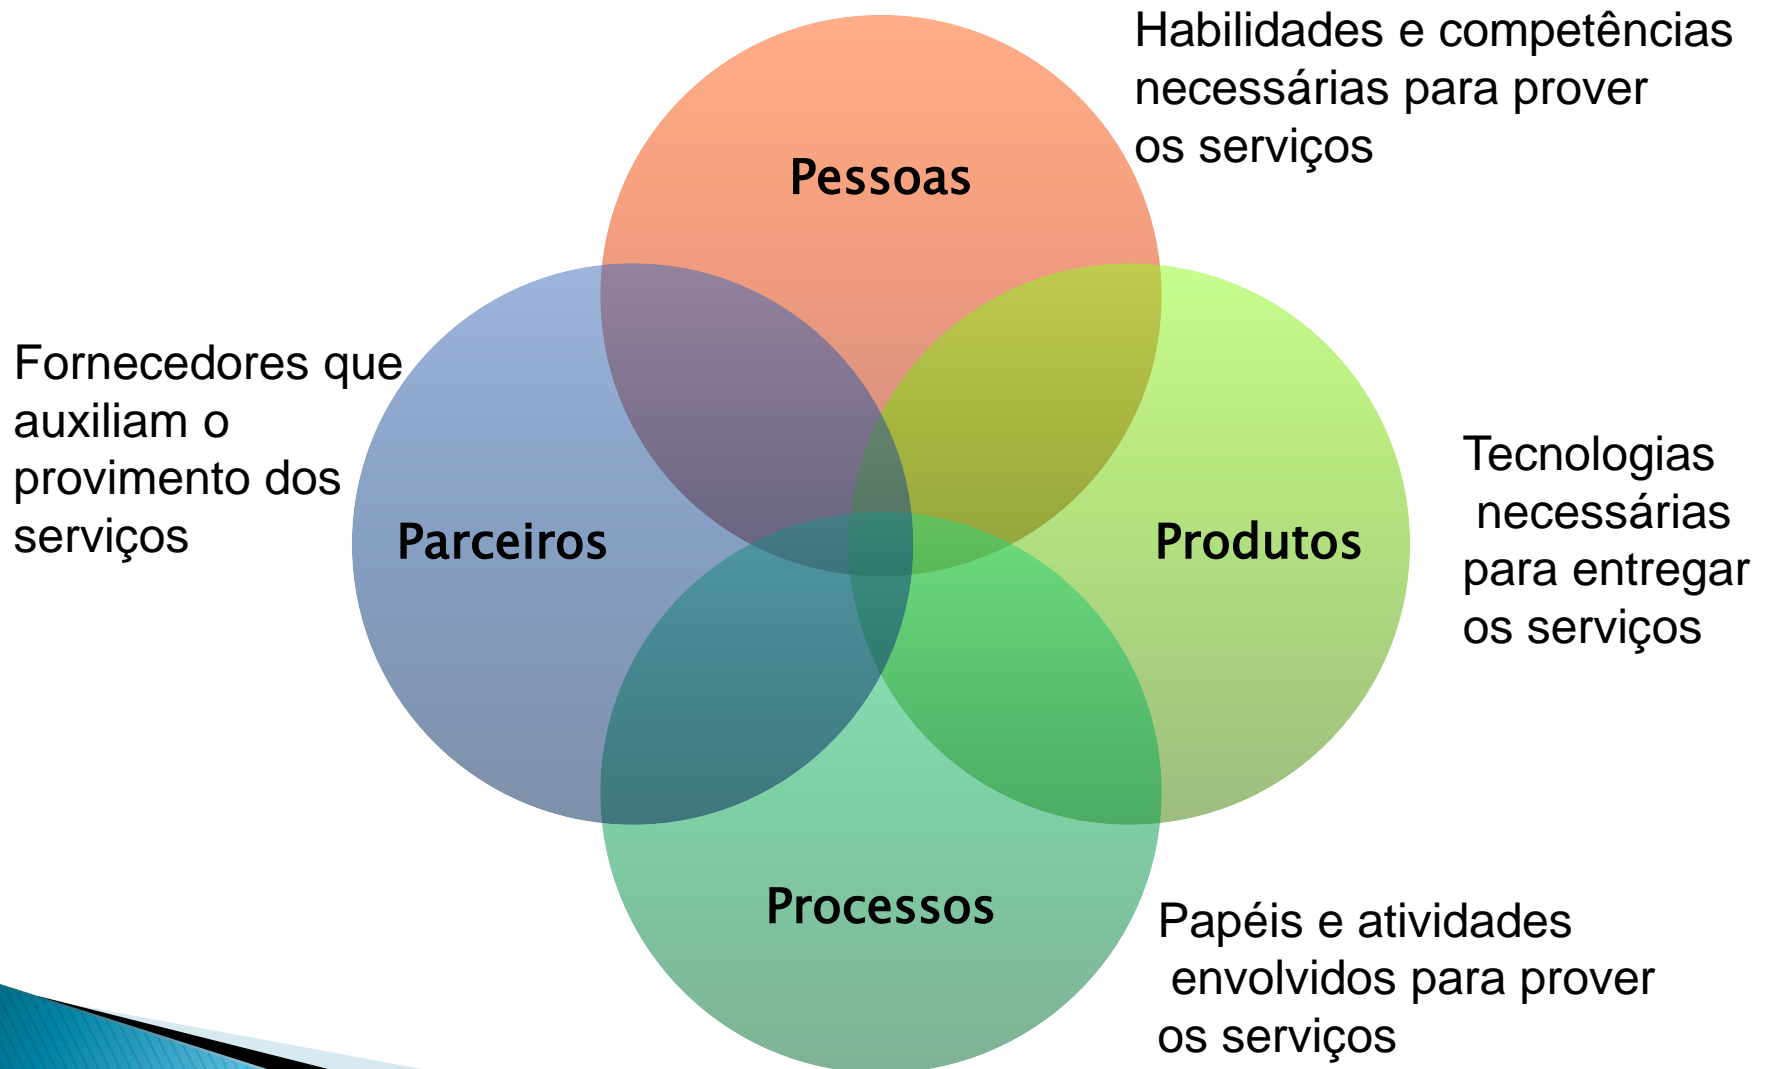 Habilidades e competências
necessárias para prover
os serviços
Pessoas
Fornecedores que
auxiliam o
provimento dos
serviços
Parceiros
Produtos
Tecnologias
necessárias
para entregar
os serviços
Processos
Papéis e atividades
envolvidos para prover
os serviços